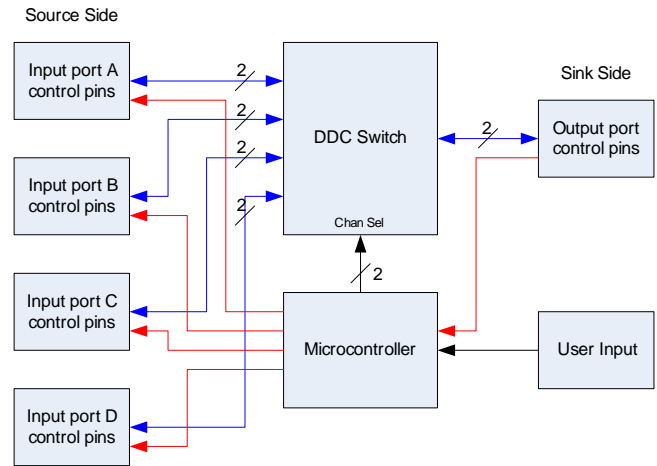 Source Side
Input port A
control pins
2
2
2
2
DDC Switch
Chan Sel
Sink Side
2
Output port
control pins
Input port B
control pins
2
Input port C
control pins
Microcontroller
User Input
Input port D
control pins